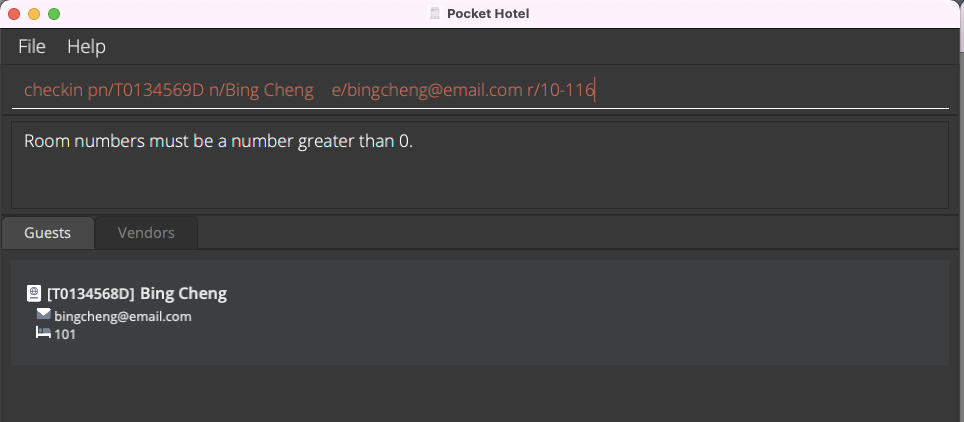 Pocket Hotel
File Help
checkin pn/T0134569D n/Bing Cheng    e/bingcheng@email.com r/10-116
Room numbers must be a number greater than 0.
Guests Vendors
[T0134568D] Bing Cheng
bingcheng@email.com
101